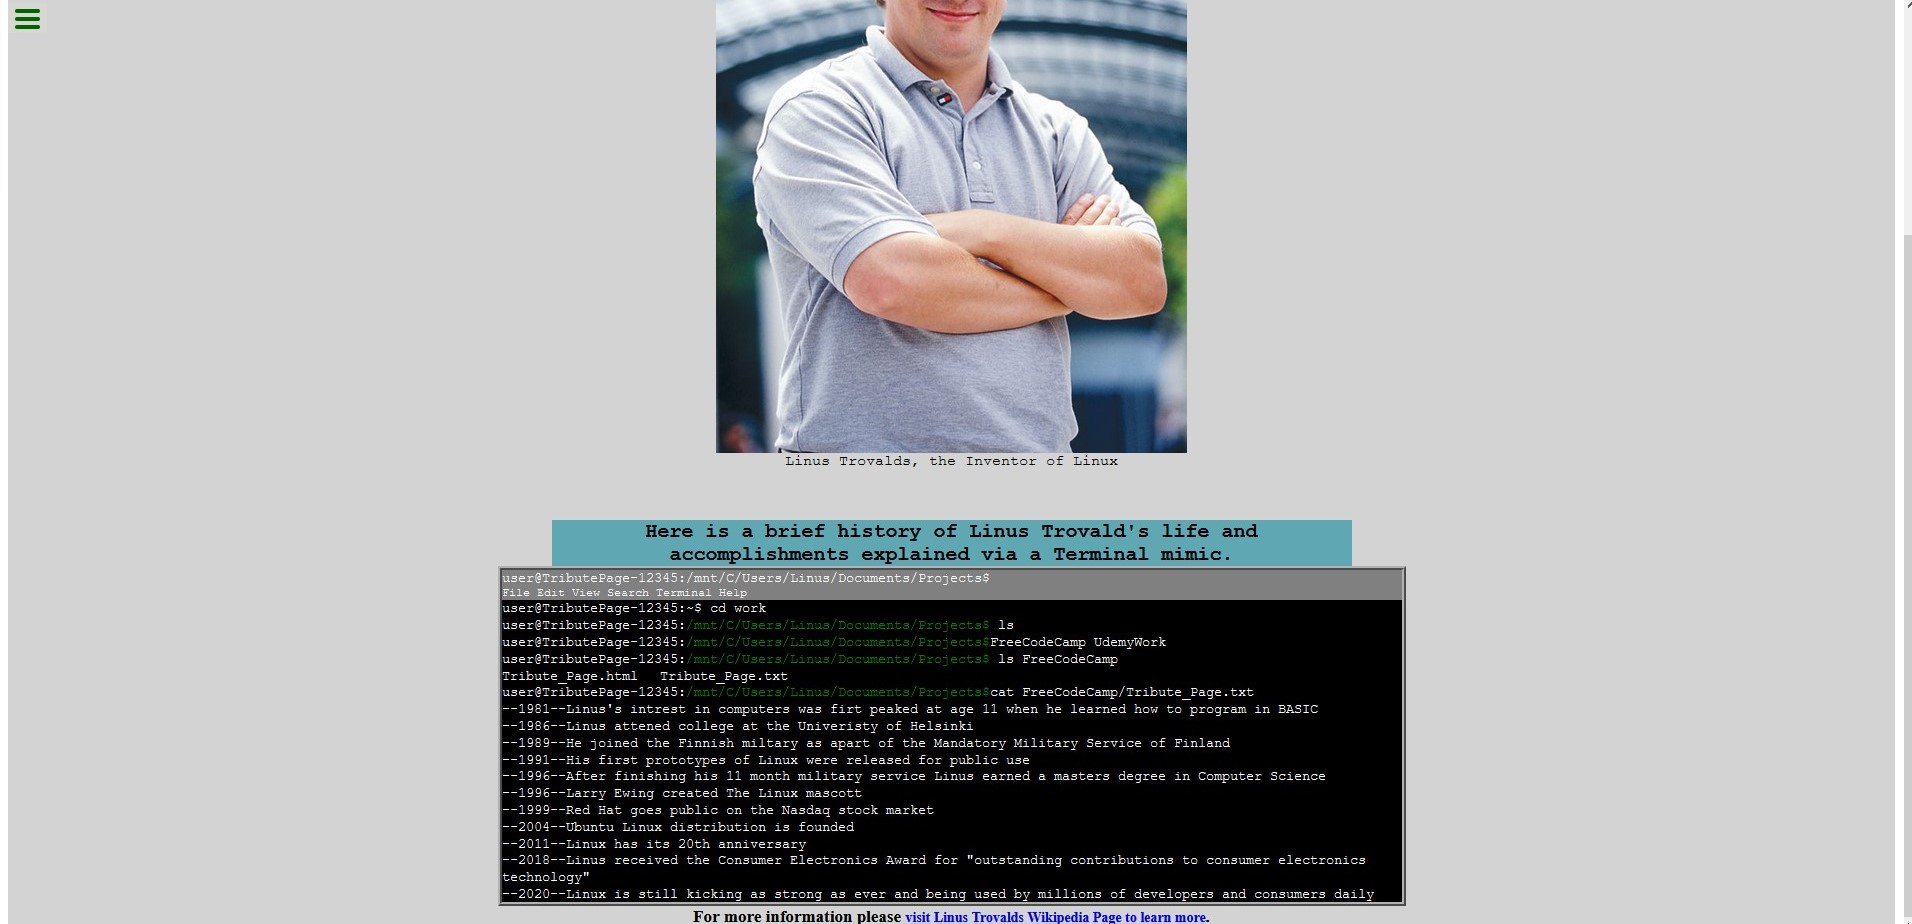 Linus Trovalds, the Inventor of Linux
Here is a brief history of Linus Trovald's life and
accomplishments explained via a Terminal mimic.
user@TributePage-12345:/mnt/C/Users/Linus/Documents/Projects$
File Edit View Search Terminal Help
user@TributePage-12345:~$ cd work
user@TributePage-12345:/mnt/C/Users/Linus/Documents/Projects$ ls
user@TributePage-12345:/mnt/C/Users/Linus/Documents/Projects$FreeCodeCamp UdemyWork
user@TributePage-12345:/mnt/C/Users/Linus/Documents/Projects$ ls FreeCodeCamp
Tribute_Page.html   Tribute_Page.txt
user@TributePage-12345:/mnt/C/Users/Linus/Documents/Projects$cat FreeCodeCamp/Tribute_Page.txt
--1981--Linus's intrest in computers was firt peaked at age 11 when he learned how to program in BASIC
--1986--Linus attened college at the Univeristy of Helsinki
--1989--He joined the Finnish miltary as apart of the Mandatory Military Service of Finland
--1991--His first prototypes of Linux were released for public use
--1996--After finishing his 11 month military service Linus earned a masters degree in Computer Science
--1996--Larry Ewing created The Linux mascott
--1999--Red Hat goes public on the Nasdaq stock market
--2004--Ubuntu Linux distribution is founded
--2011--Linux has its 20th anniversary
--2018--Linus received the Consumer Electronics Award for "outstanding contributions to consumer electronics
technology"
--2020--Linux is still kicking as strong as ever and being used by millions of developers and consumers daily
For more information please visit Linus Trovalds Wikipedia Page to learn more.